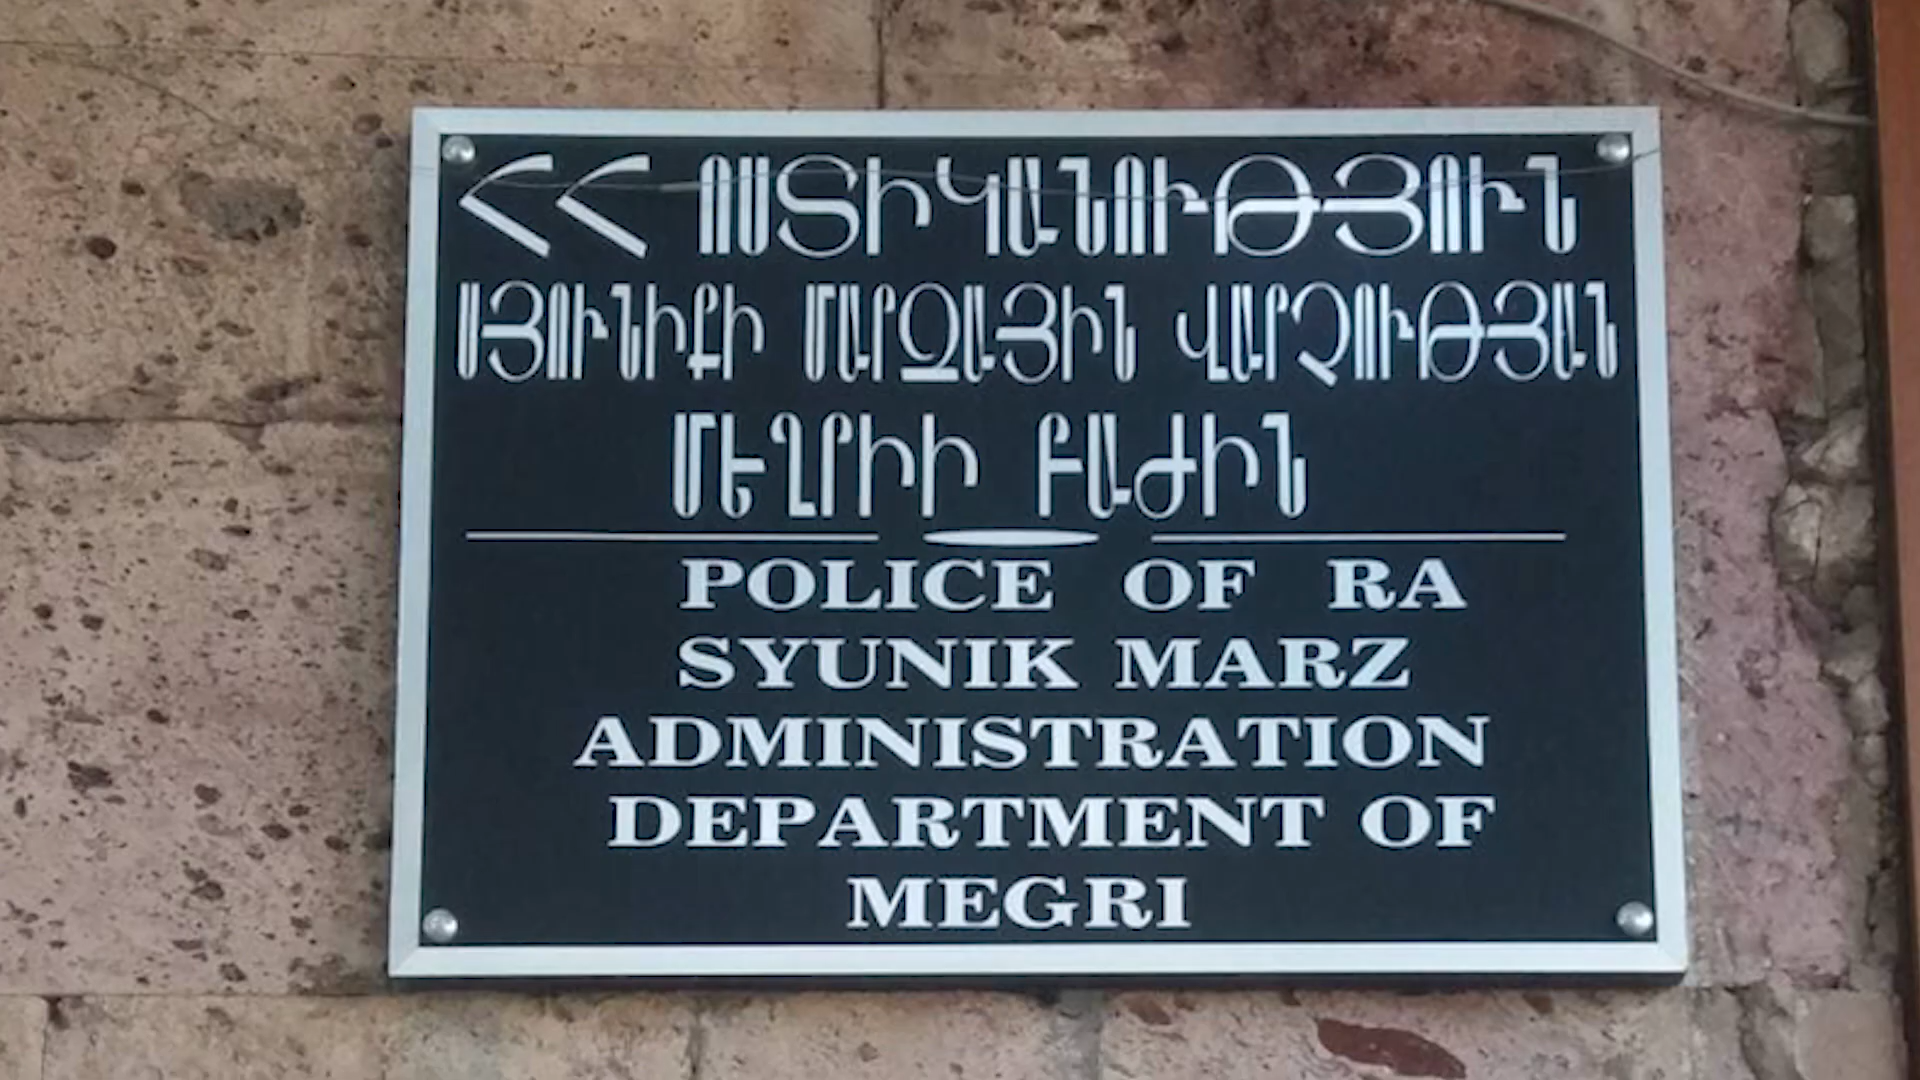 ՀՀ ՈՍՏԻԿԱՆՈՒԹՅՈՒՆ
ՍՅՈՒՆԻՔԻ ՄԱՐԶԱՅԻՆ ՎԱՐՉՈՒԹՅԱՆ
ՄԵՂՐԻԻ ԲԱԺԻՆ
POLICE OF RA
SYUNIK MARZ
ADMINISTRATION
DEPARTMENT OF
MEGRI